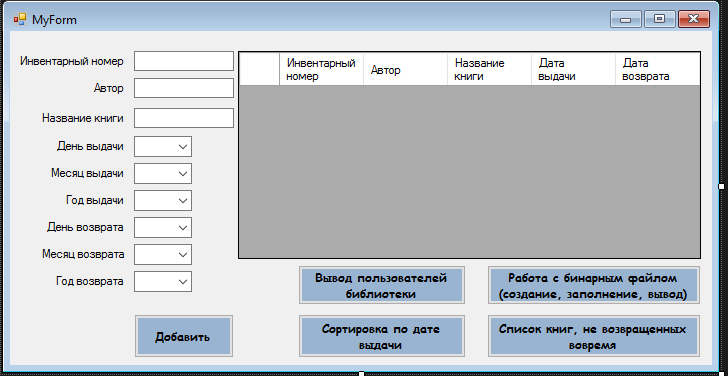 MyForm
Инвентарный номер
Автор
Название книги
День выдачи
Месяц выдачи
Год выдачи
День возврата
Месяц возврата
Год возврата
Добавить
Инвентарный
номер
Автор
Название
книги
Дата
выдачи
Дата
возврата
Вывод пользователей
библиотеки
Работа с бинарным файлом
(создание, заполнение, вывод)
Сортировка по дате
выдачи
Список книг, не возвращенных
вовремя